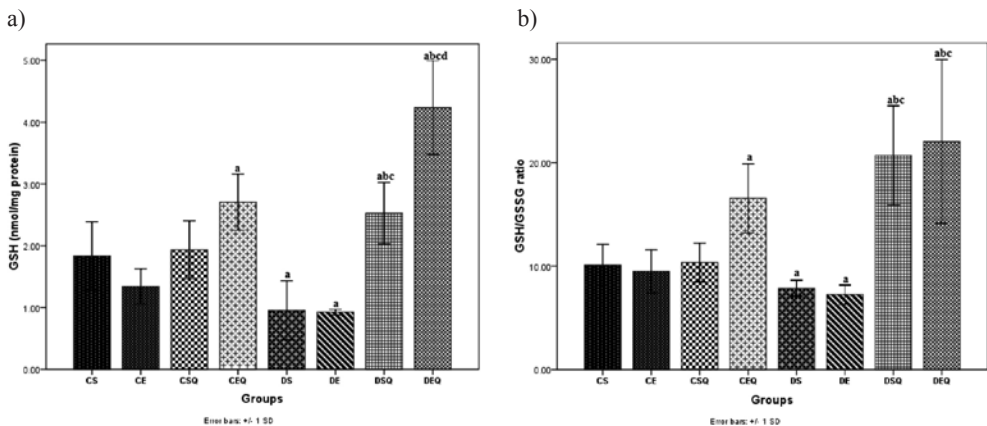 a)
GSH (nmol/mg protein)
5.00
4.00
3.00
2.00
1.00
0.00
a
a
a
abc
abcd
CS CE CSQ CEQ DS DE DSQ DEQ
Groups
Error bars: +/- 1 SD
b)
GSH/GSSG ratio
30.00
20.00
10.00
0.00
a
a
a
abc
abc
CS CE CSQ CEQ DS DE DSQ DEQ
Groups
Error bars: +/- 1 SD